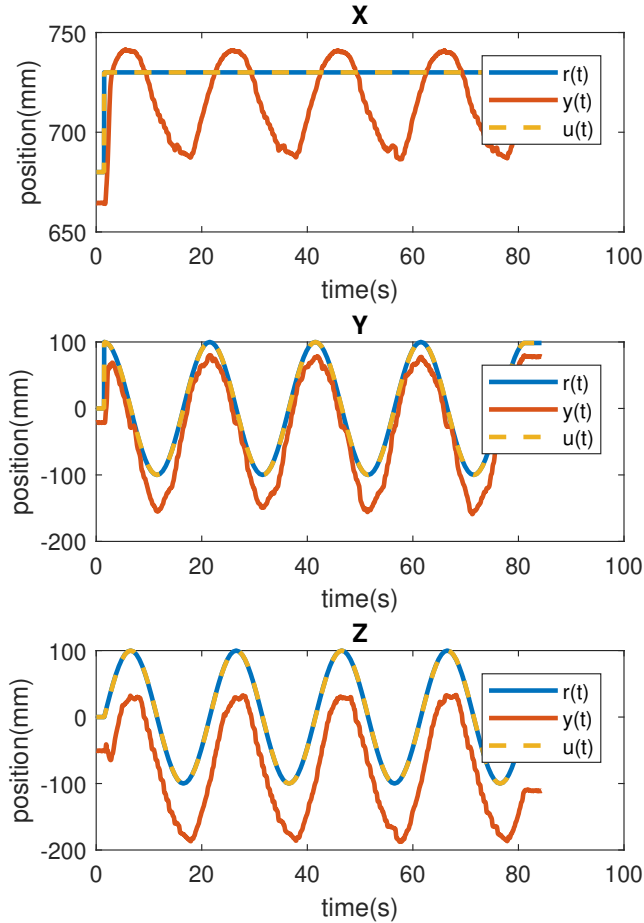 X
750
700
650
position(mm)
0
20
40
60
80
100
time(s)
r(t)
y(t)
u(t)
Y
100
0
-100
-200
position(mm)
0
20
40
60
80
100
time(s)
r(t)
y(t)
u(t)
Z
100
0
-100
-200
position(mm)
0
20
40
60
80
100
time(s)
r(t)
y(t)
u(t)